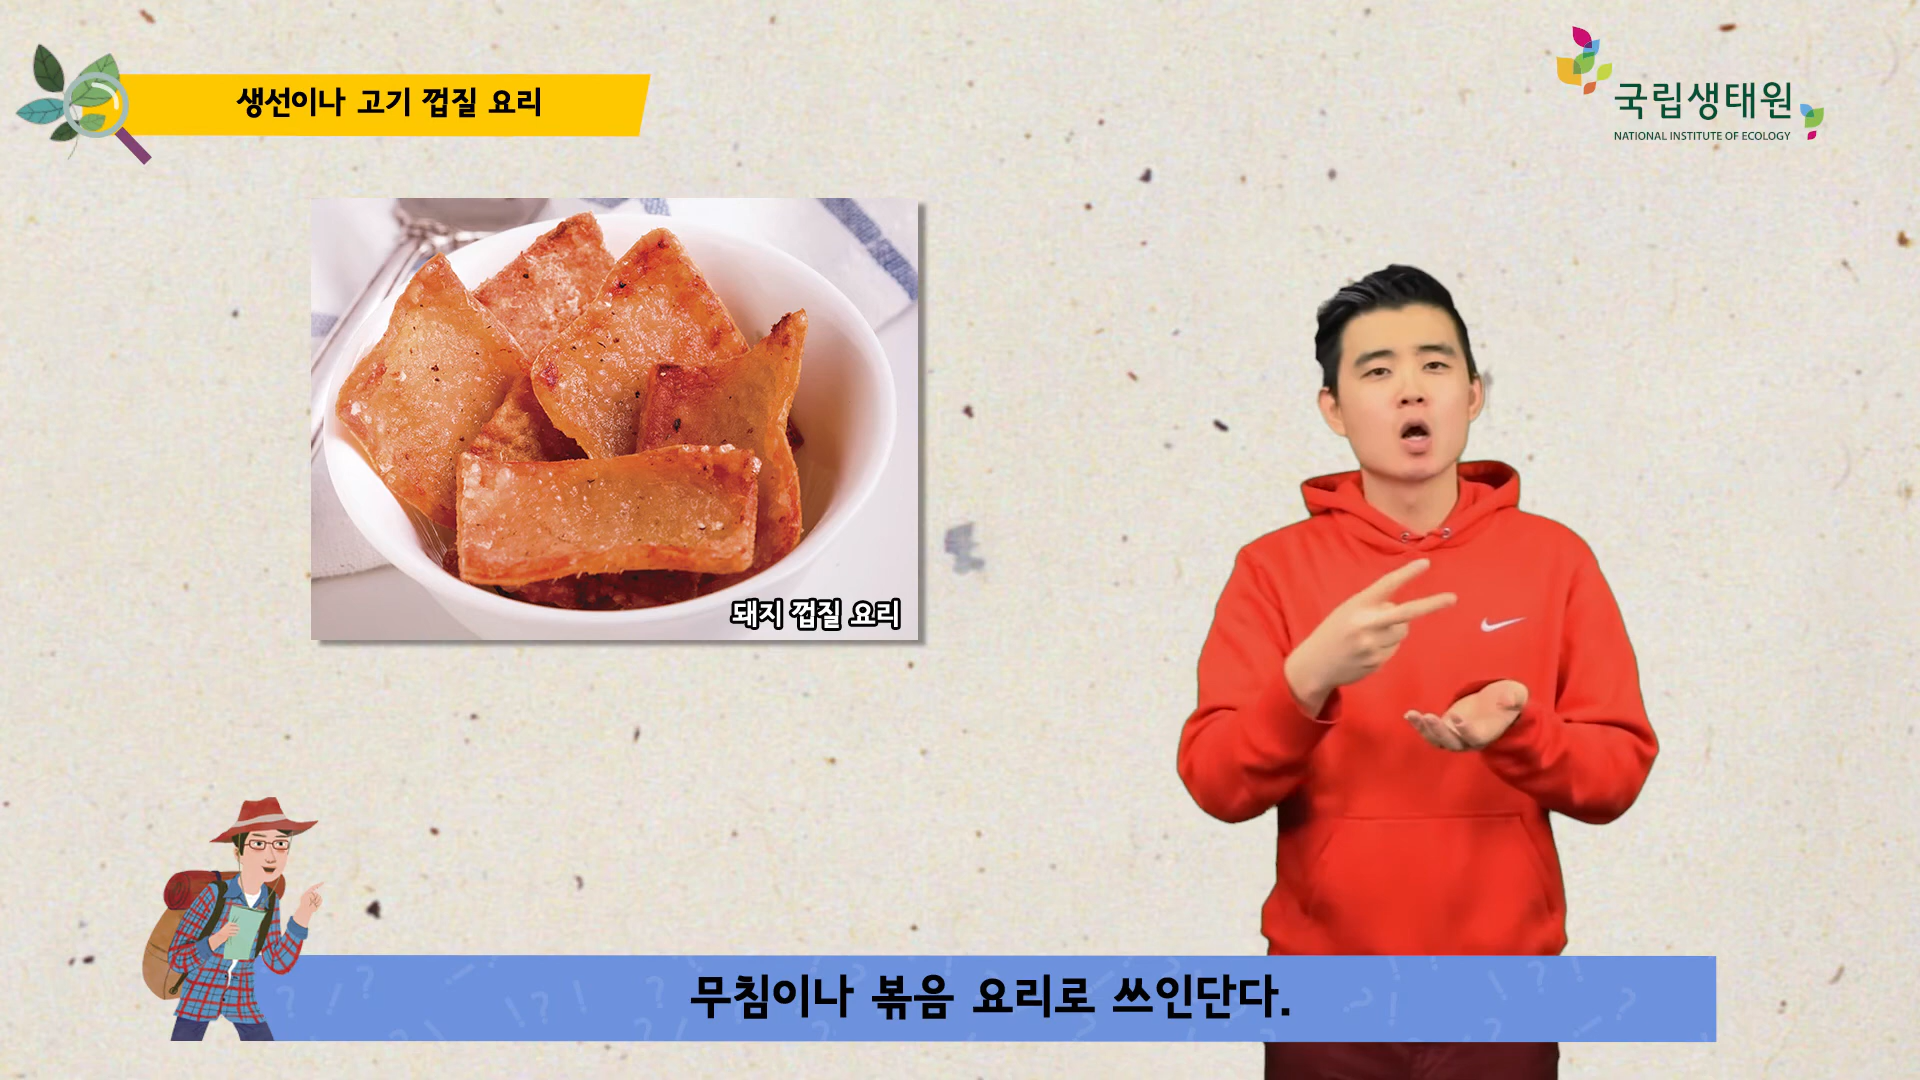 생선이나 고기 껍질 요리
국립생태원
NATIONAL INSTITUTE OF ECOLOGY
돼지 껍질 요리
무침이나 볶음 요리로 쓰인단다.